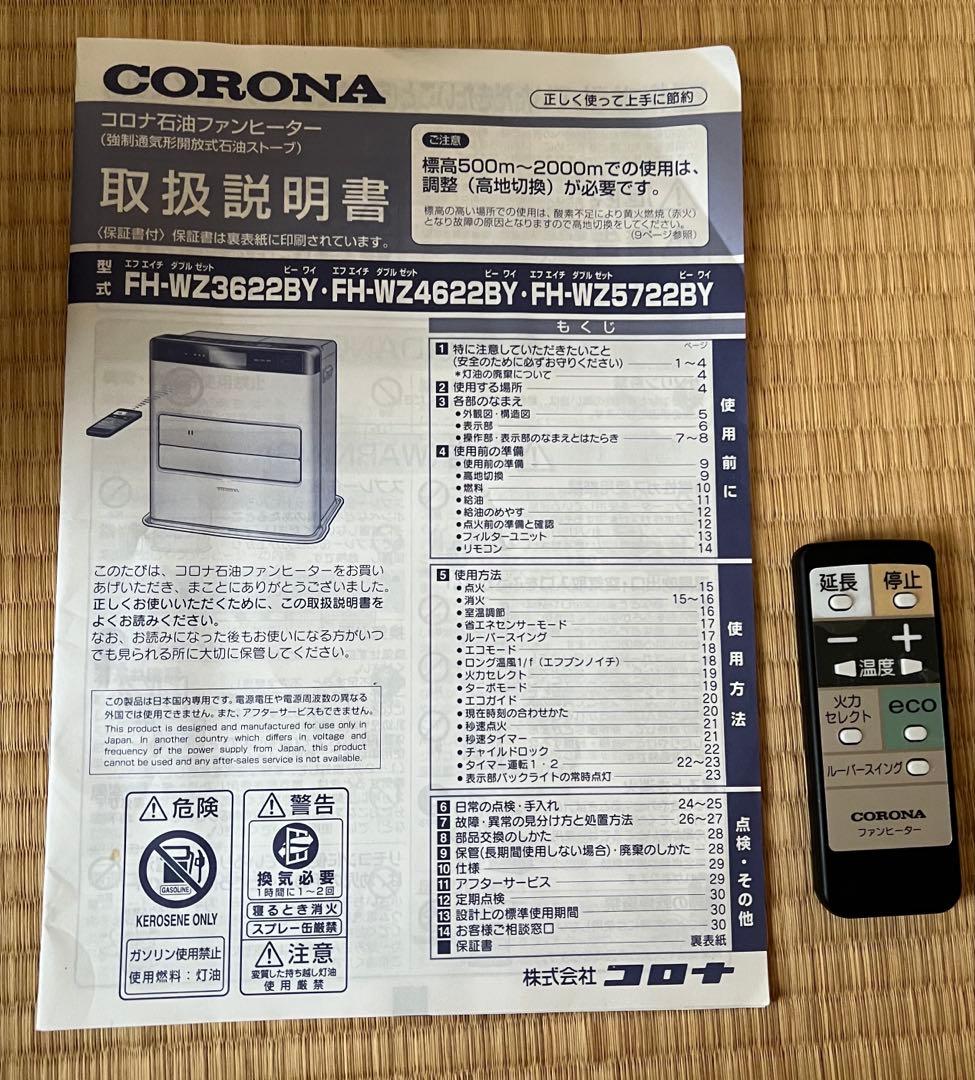 CORONA
正しく使って上手に節約
コロナ石油ファンヒーター
(強制通気形開放式石油ストーブ)
取扱説明書
〈保証書付〉保証書は裏表紙に印刷されています。
ご注意
標高500m～2000mでの使用は、
調整（高地切換）が必要です。
標高の高い場所での使用は、酸素不足により黄火燃焼（赤火）
となり故障の原因となりますので高地切換をしてください。
(9ページ参照)
型式
エフ エイチ ダブル ゼット ビー ワイ エフ エイチ ダブル ゼット ビー ワイ エフ エイチ ダブル ゼット ビー ワイ
FH-WZ3622BY・FH-WZ4622BY・FH-WZ5722BY
もくじ
ページ
1 特に注意していただきたいこと
(安全のために必ずお守りください) 1～4
＊灯油の廃棄について 4
2 使用する場所 4
3 各部のなまえ
●外観図・構造図 5
●表示部 6
●操作部・表示部のなまえとはたらき 7～8
4 使用前の準備
●使用前の準備 9
●高地切換 9
●燃料 10
●給油 11
●給油のめやす 12
●点火前の準備と確認 12
●フィルターユニット 13
●リモコン 14
使用前に
5 使用方法
●点火 15
●消火 15～16
●室温調節 16
●省エネセンサーモード 17
●ルーバースイング 17
●エコモード 18
●ロング温風1/f（エフブンノイチ） 18
●火力セレクト 19
●ターボモード 19
●エコガイド 20
●現在時刻の合わせかた 20
●秒速点火 21
●秒速タイマー 21
●チャイルドロック 22
●タイマー運転1・2 22～23
●表示部バックライトの常時点灯 23
使用方法
6 日常の点検・手入れ 24～25
7 故障・異常の見分け方と処置方法 26～27
8 部品交換のしかた 28
9 保管(長期間使用しない場合)・廃棄のしかた 28
10 仕様 29
11 アフターサービス 29
12 定期点検 30
13 設計上の標準使用期間 30
14 お客様ご相談窓口 30
■ 保証書 裏表紙
点検・その他
このたびは、コロナ石油ファンヒーターをお買い
あげいただき、まことにありがとうございました。
正しくお使いいただくために、この取扱説明書を
よくお読みください。
なお、お読みになった後もお使いになる方がいつ
でも見られる所に大切に保管してください。
この製品は日本国内専用です。電源電圧や電源周波数の異なる
外国では使用できません。また、アフターサービスもできません。
This product is designed and manufactured for use only in
Japan. In another country which differs in voltage and
frequency of the power supply from Japan, this product
cannot be used and any after-sales service is not available.
危険
GASOLINE
KEROSENE ONLY
ガソリン使用禁止
使用燃料：灯油
警告
換気必要
1時間に1～2回
寝るとき消火
スプレー缶厳禁
注意
変質した持ち越し灯油
使用厳禁
株式会社 コロナ
延長
停止
－ ＋
温度
火力
セレクト
eco
ルーバースイング
CORONA
ファンヒーター